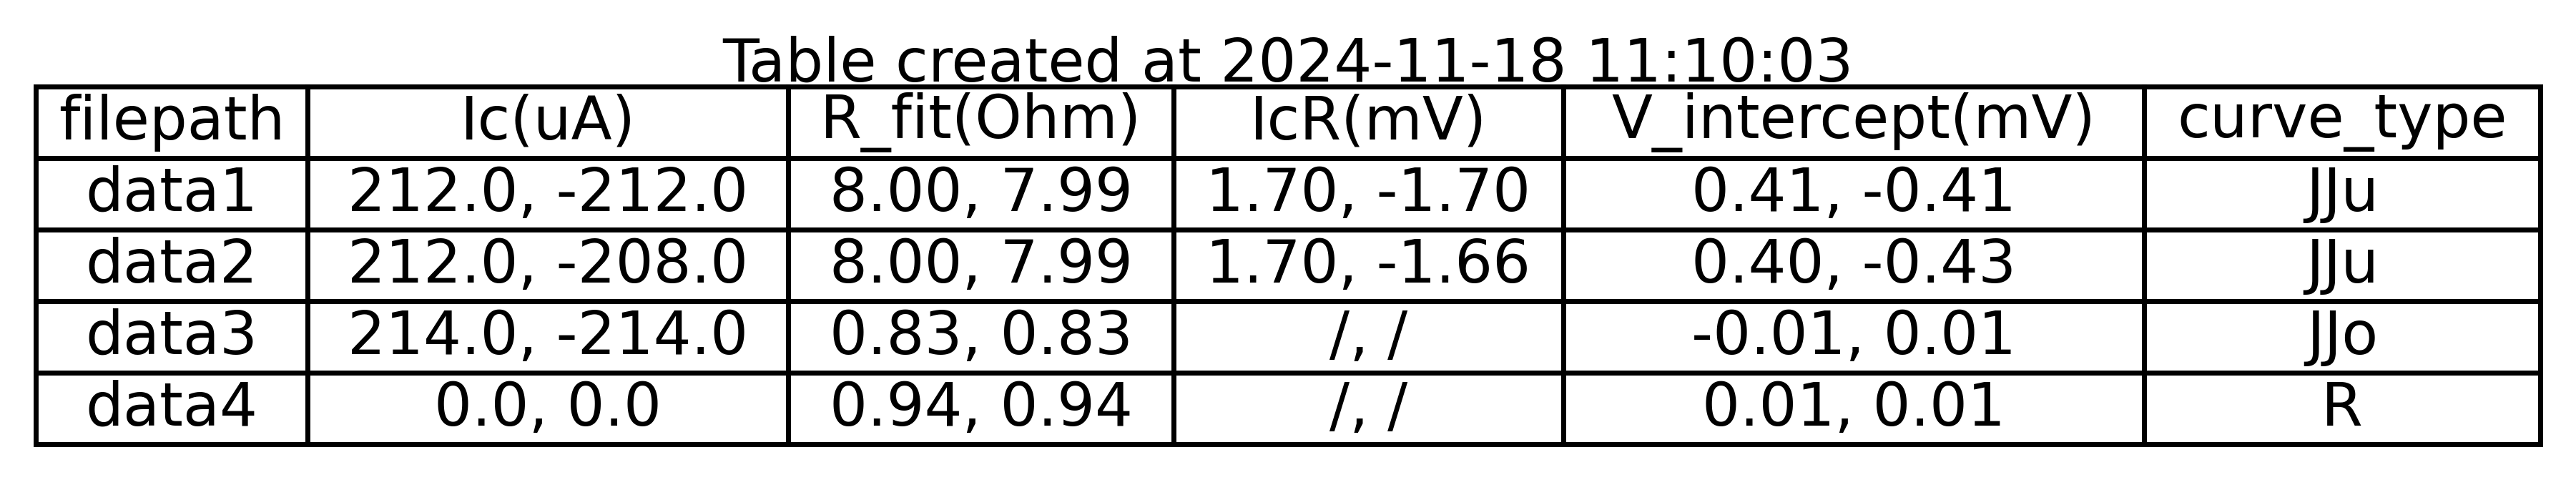 Table created at 2024-11-18 11:10:03
filepath Ic(uA) R_fit(Ohm) IcR(mV) V_intercept(mV) curve_type
data1 212.0, -212.0 8.00, 7.99 1.70, -1.70 0.41, -0.41 JJu
data2 212.0, -208.0 8.00, 7.99 1.70, -1.66 0.40, -0.43 JJu
data3 214.0, -214.0 0.83, 0.83 /, / -0.01, 0.01 JJo
data4 0.0, 0.0 0.94, 0.94 /, / 0.01, 0.01 R